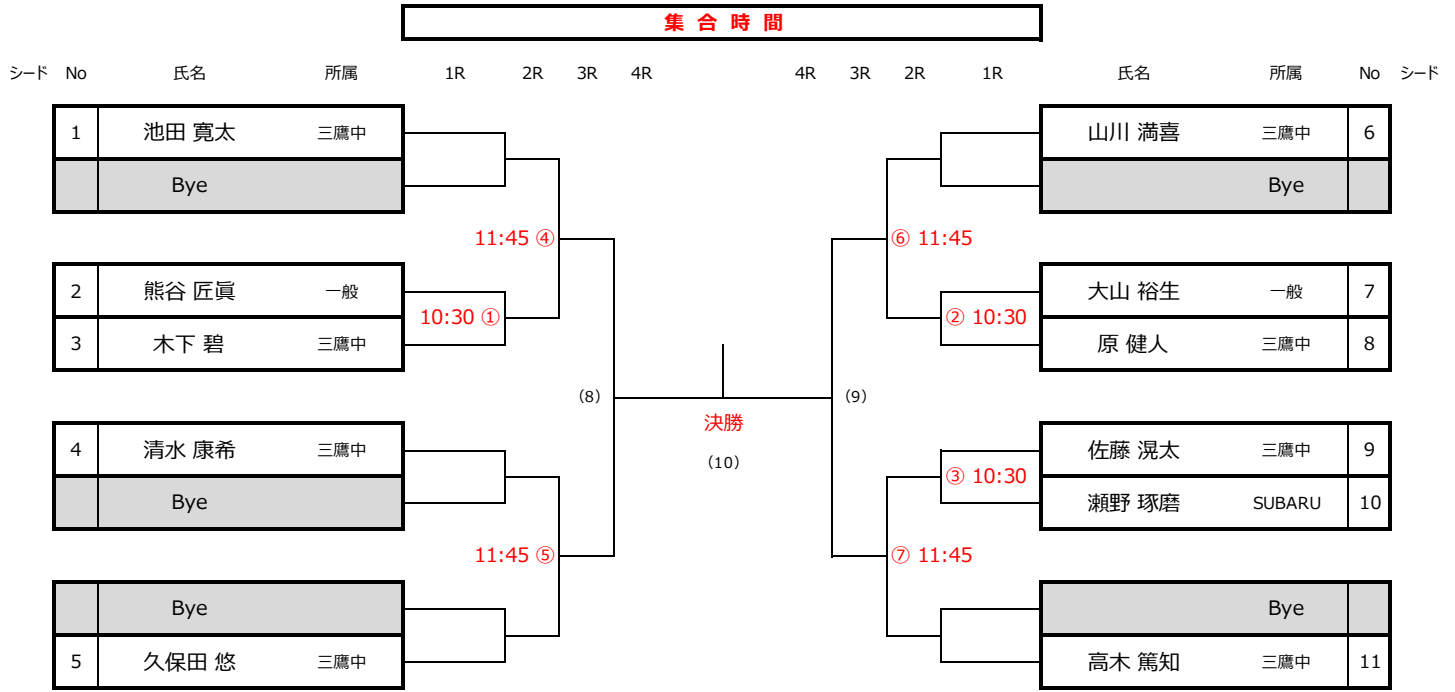 集 合 時 間
シード No 氏名 所属 1R 2R 3R 4R 4R 3R 2R 1R 氏名 所属 No シード
1 池田 寛太 三鷹中 山川 満喜 三鷹中 6
Bye Bye
11:45 ④ ⑥ 11:45
2 熊谷 匠眞 一般 大山 裕生 一般 7
10:30 ① ② 10:30
3 木下 碧 三鷹中 原 健人 三鷹中 8
(8) (9)
決勝
4 清水 康希 三鷹中 佐藤 滉太 三鷹中 9
(10)
③ 10:30
Bye 瀬野 琢磨 SUBARU 10
11:45 ⑤ ⑦ 11:45
Bye Bye
5 久保田 悠 三鷹中 高木 篤知 三鷹中 11